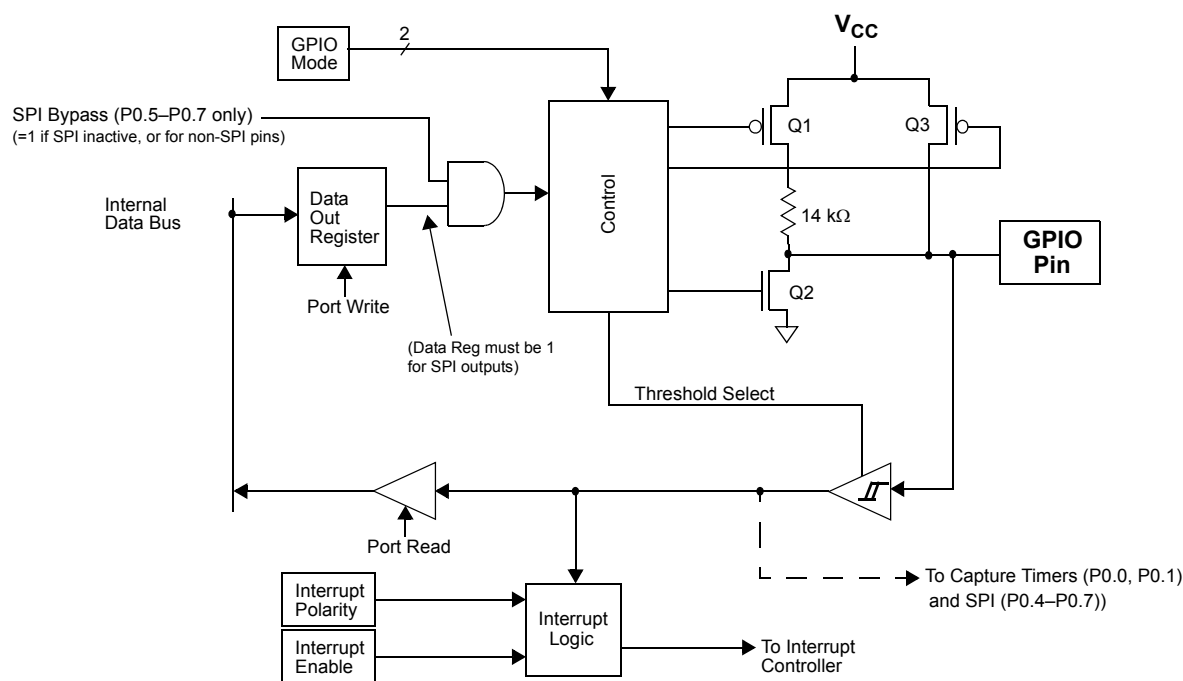 GPIO
Mode
2
VCC
SPI Bypass (P0.5–P0.7 only)
(=1 if SPI inactive, or for non-SPI pins)
Q1
Q3
Internal
Data Bus
Data
Out
Register
Control
14 kΩ
GPIO
Pin
Port Write
Q2
(Data Reg must be 1
for SPI outputs)
Threshold Select
Port Read
To Capture Timers (P0.0, P0.1)
and SPI (P0.4–P0.7))
Interrupt
Polarity
Interrupt
Logic
Interrupt
Enable
To Interrupt
Controller